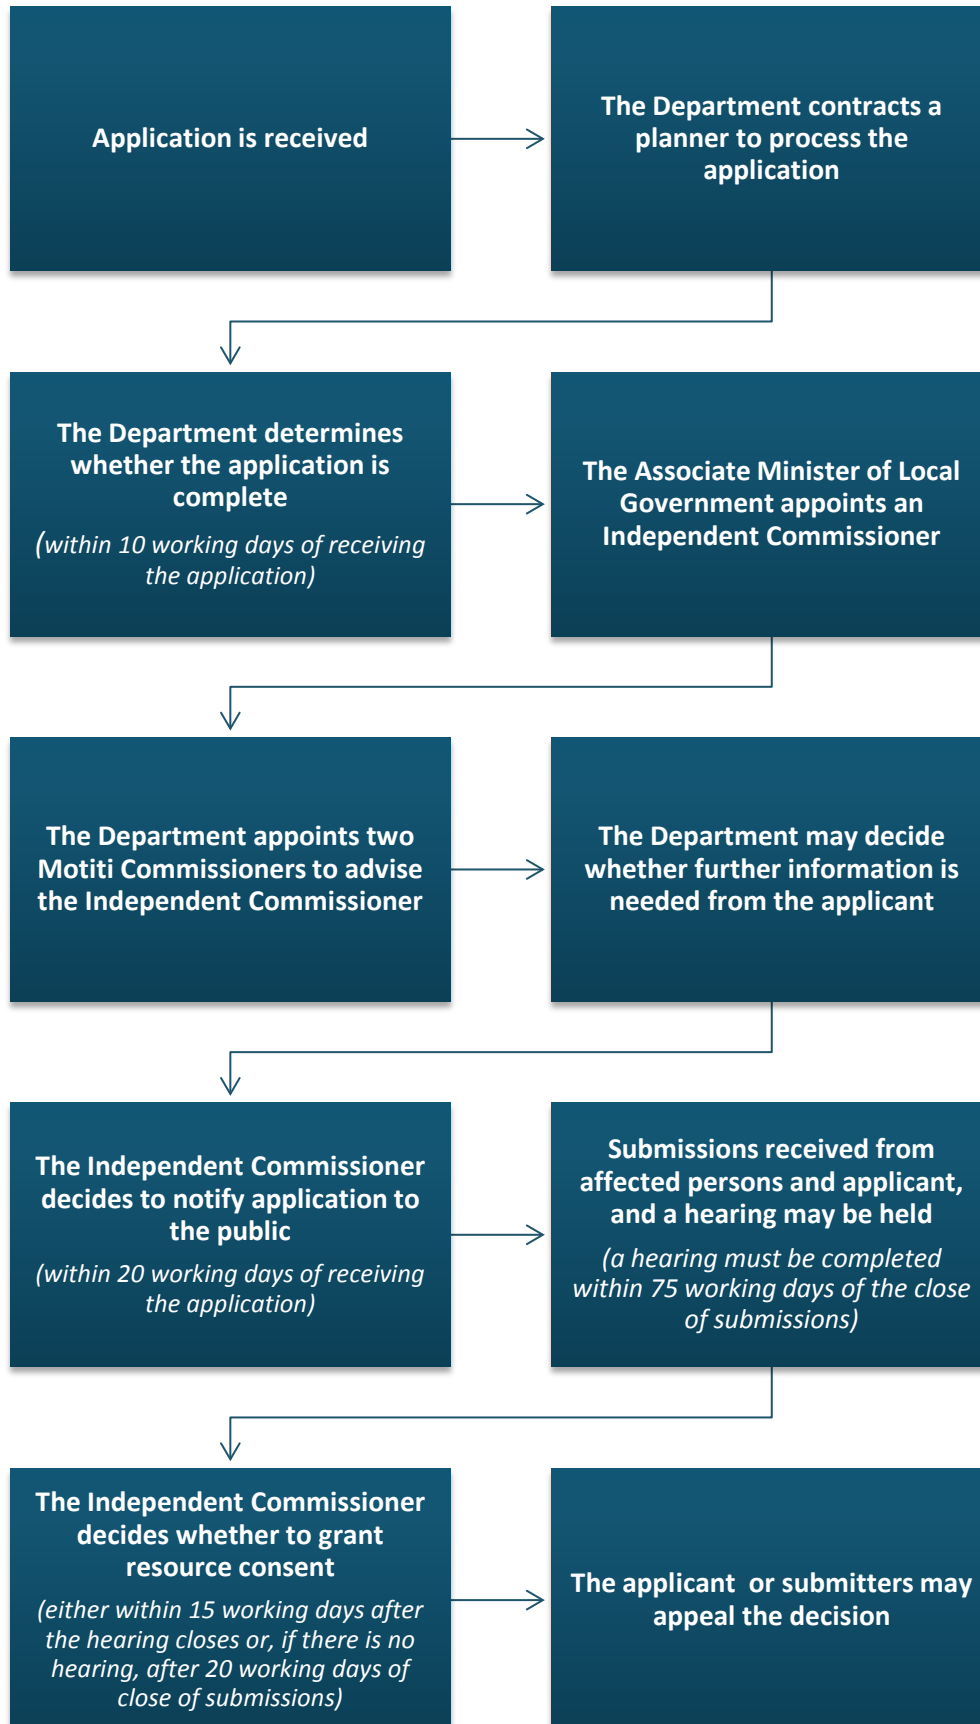 Application is received
The Department contracts a
planner to process the
application
The Department determines
whether the application is
complete
(within 10 working days of receiving
the application)
The Associate Minister of Local
Government appoints an
Independent Commissioner
The Department appoints two
Motiti Commissioners to advise
the Independent Commissioner
The Department may decide
whether further information is
needed from the applicant
The Independent Commissioner
decides to notify application to
the public
(within 20 working days of receiving
the application)
Submissions received from
affected persons and applicant,
and a hearing may be held
(a hearing must be completed
within 75 working days of the close
of submissions)
The Independent Commissioner
decides whether to grant
resource consent
(either within 15 working days after
the hearing closes or, if there is no
hearing, after 20 working days of
close of submissions)
The applicant  or submitters may
appeal the decision